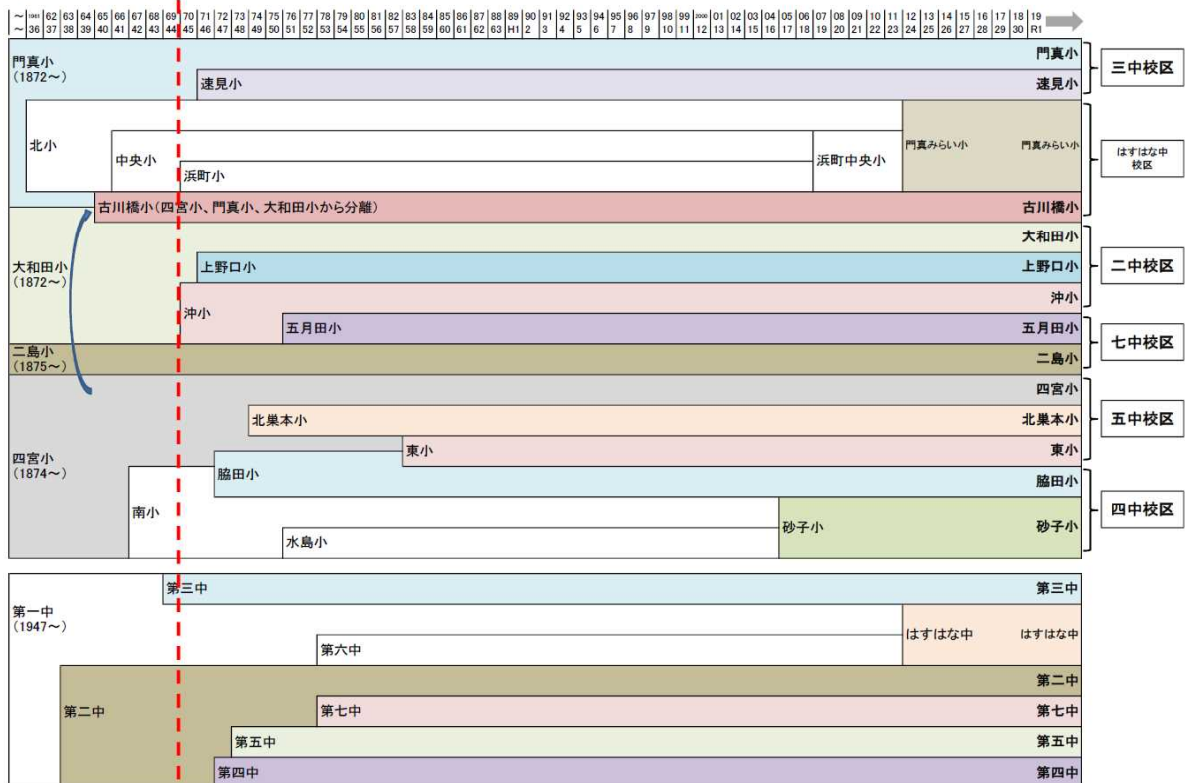 ～ 1961 62 63 64 65 66 67 68 69 70 71 72 73 74 75 76 77 78 79 80 81 82 83 84 85 86 87 88 89 90 91 92 93 94 95 96 97 98 99 2000 01 02 03 04 05 06 07 08 09 10 11 12 13 14 15 16 17 18 19
～ 36 37 38 39 40 41 42 43 44 45 46 47 48 49 50 51 52 53 54 55 56 57 58 59 60 61 62 63 H1 2 3 4 5 6 7 8 9 10 11 12 13 14 15 16 17 18 19 20 21 22 23 24 25 26 27 28 29 30 R1
門真小
(1872～)
門真小
三中校区
速見小
速見小
北小
中央小
浜町小
浜町中央小
門真みらい小
門真みらい小
はすはな中
校区
古川橋小(四宮小、門真小、大和田小から分離)
古川橋小
大和田小
(1872～)
大和田小
上野口小
上野口小
二中校区
沖小
沖小
五月田小
五月田小
七中校区
二島小
(1875～)
二島小
四宮小
(1874～)
四宮小
北巣本小
北巣本小
五中校区
東小
東小
脇田小
脇田小
南小
水島小
砂子小
砂子小
四中校区
第一中
(1947～)
第三中
第三中
第六中
はすはな中
はすはな中
第二中
第二中
第七中
第七中
第五中
第五中
第四中
第四中